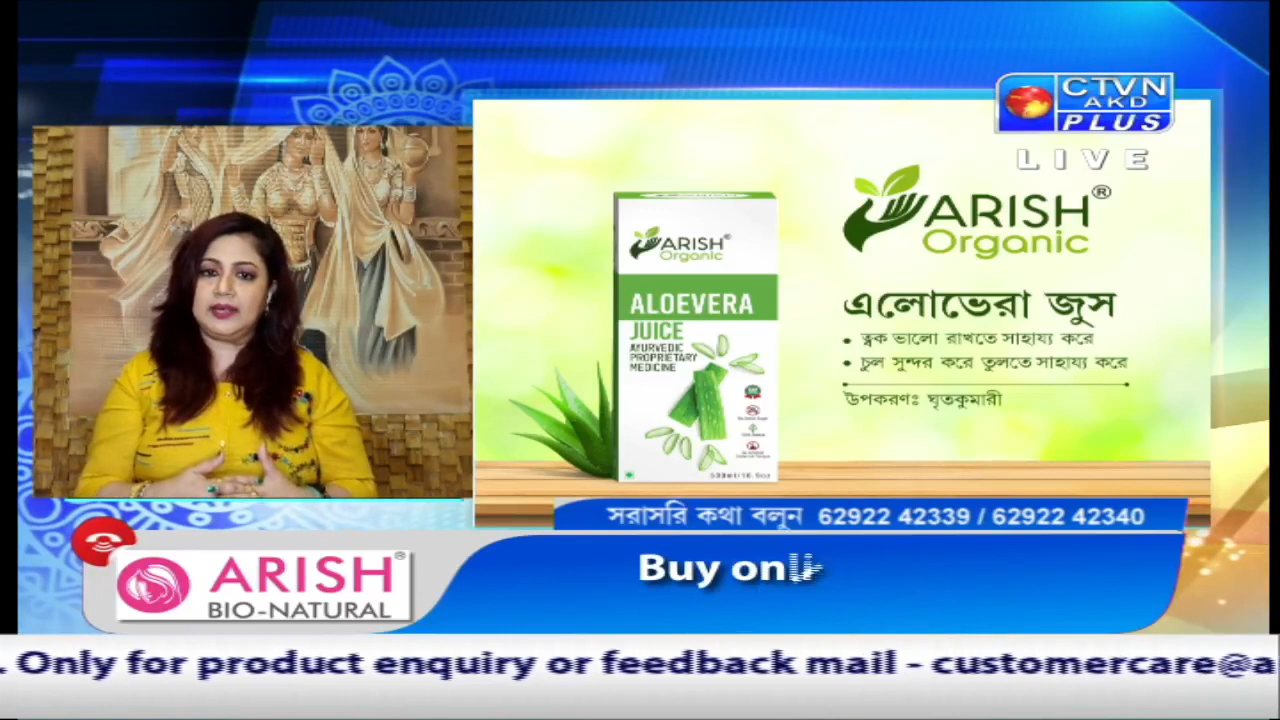 CTVN
AKD
PLUS
LIVE
ARISH®
Organic
এলোভেরা জুস
• ত্বক ভালো রাখতে সাহায্য করে
• চুল সুন্দর করে তুলতে সাহায্য করে
উপকরণঃ ঘৃতকুমারী
ARISH®
Organic
ALOEVERA
JUICE
AYURVEDIC
PROPRIETARY
MEDICINE
সরাসরি কথা বলুন 62922 42339 / 62922 42340
ARISH®
BIO-NATURAL
Buy on
. Only for product enquiry or feedback mail - customercare@a